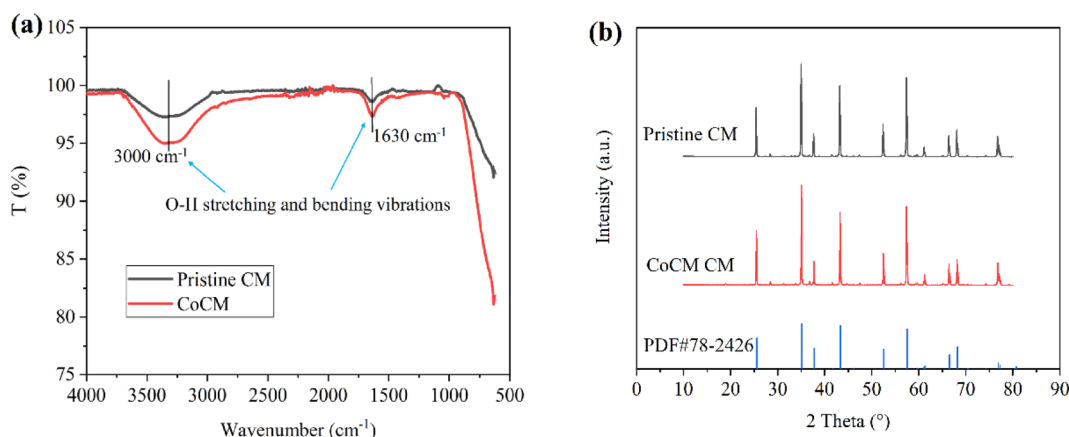 (a)
105
100
95
90
85
80
75
T (%)
3000 cm-1
1630 cm-1
O-II stretching and bending vibrations
Pristine CM
CoCM
4000 3500 3000 2500 2000 1500 1000 500
Wavenumber (cm-1)
(b)
Intensity (a.u.)
Pristine CM
CoCM CM
PDF#78-2426
0 10 20 30 40 50 60 70 80 90
2 Theta (°)